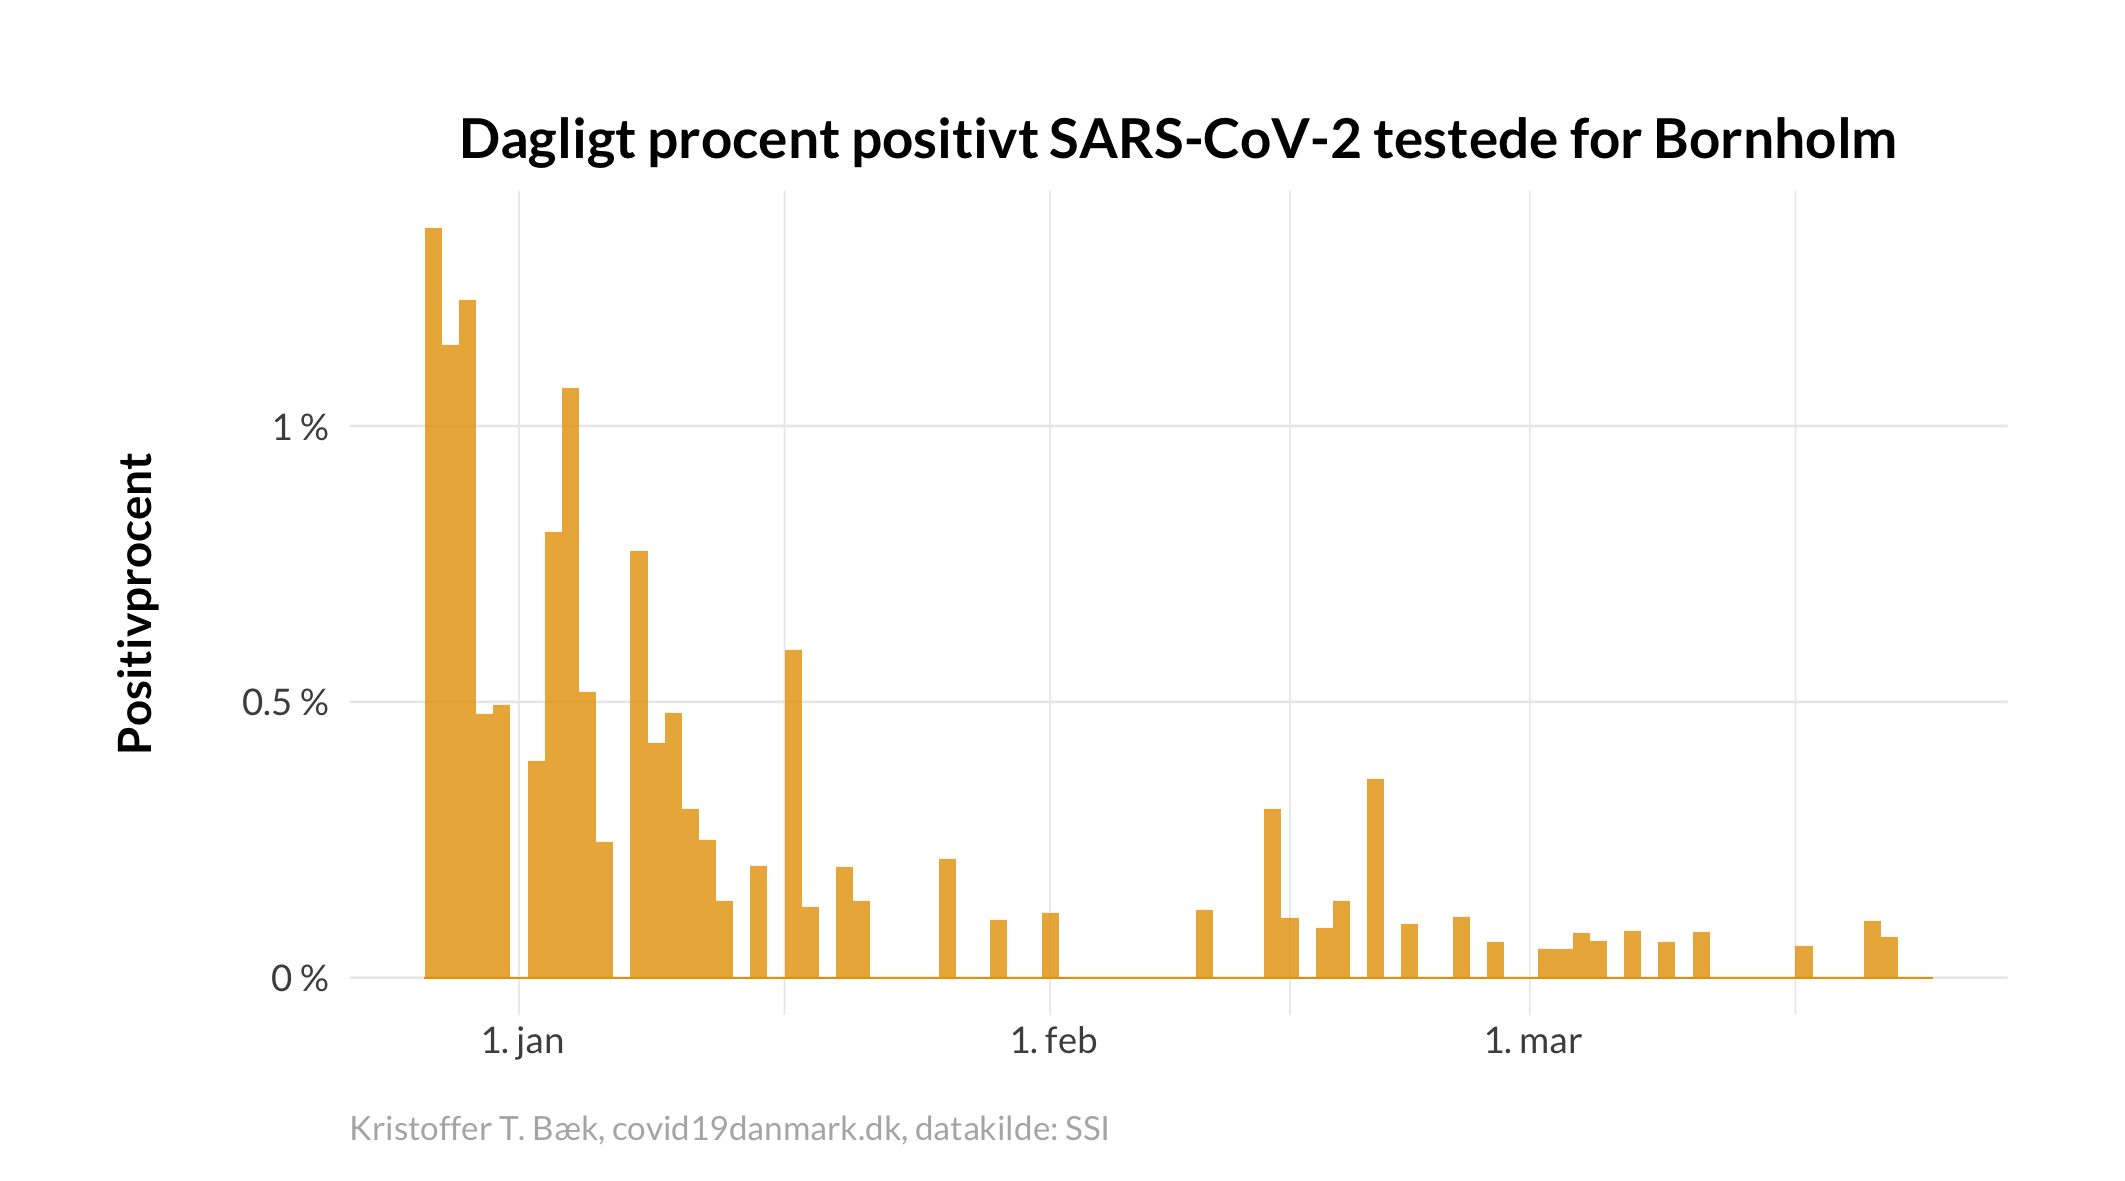 Dagligt procent positivt SARS-CoV-2 testede for Bornholm
Positivprocent
1 %
0.5 %
0 %
1. jan
1. feb
1. mar
Kristoffer T. Bæk, covid19danmark.dk, datakilde: SSI